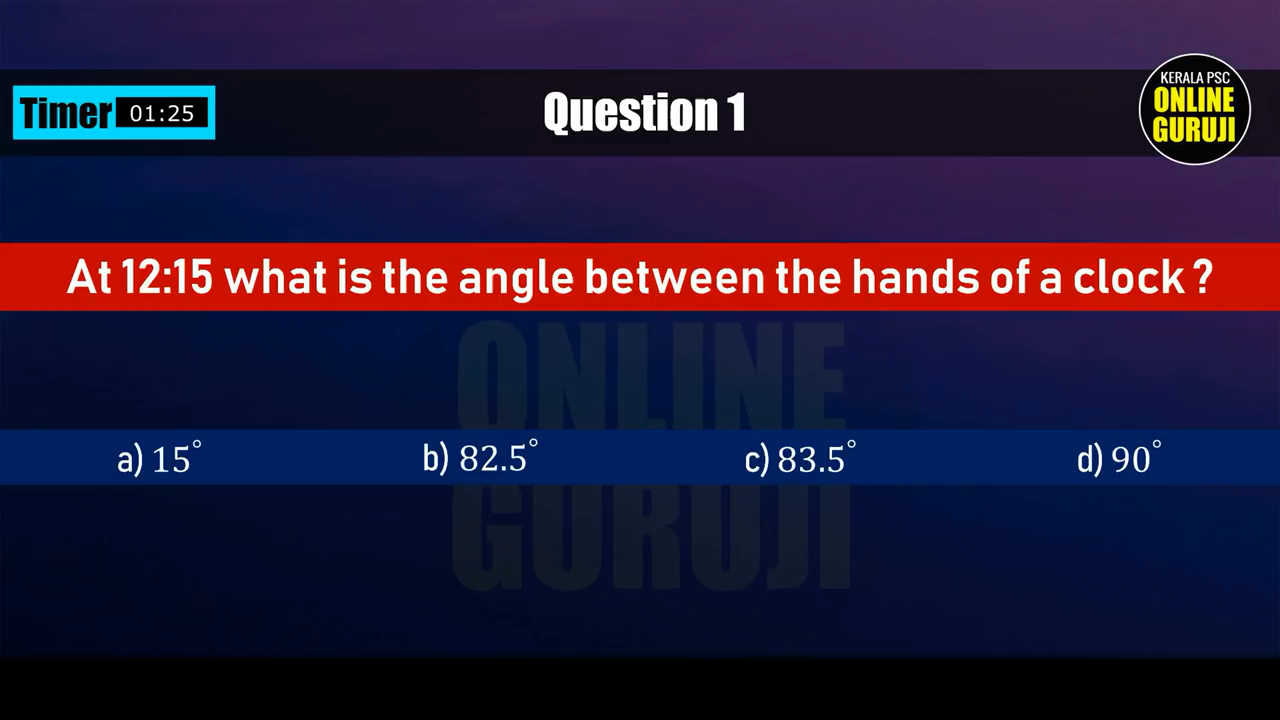 Timer 01:25
Question 1
KERALA PSC
ONLINE
GURUJI
At 12:15 what is the angle between the hands of a clock ?
ONLINE
a) 15° b) 82.5° c) 83.5° d) 90°
GURUJI